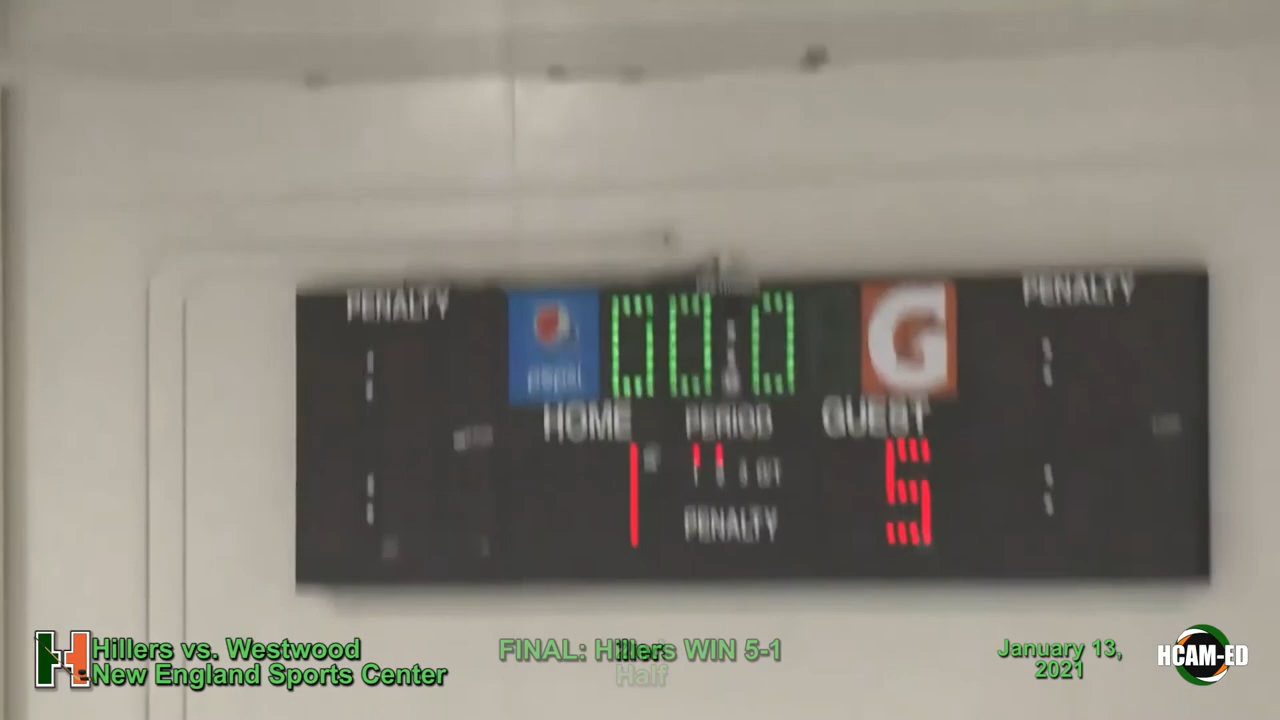 PENALTY
pepsi
00.0
G
PENALTY
HOME
PERIOD
GUEST
1
5
PENALTY
H
Hillers vs. Westwood
New England Sports Center
FINAL: Hillers WIN 5-1
Half
January 13,
2021
HCAM-ED